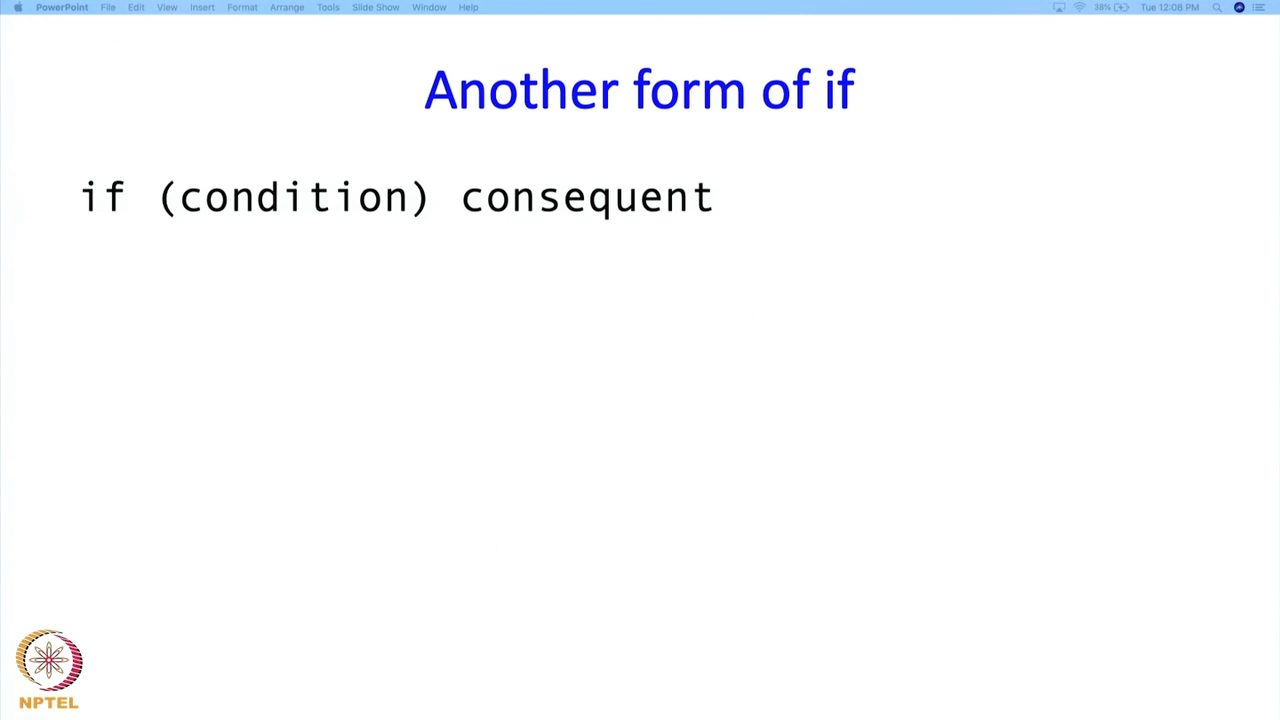 PowerPoint File Edit View Insert Format Arrange Tools Slide Show Window Help 38% Tue 12:08 PM
Another form of if
if (condition) consequent
NPTEL